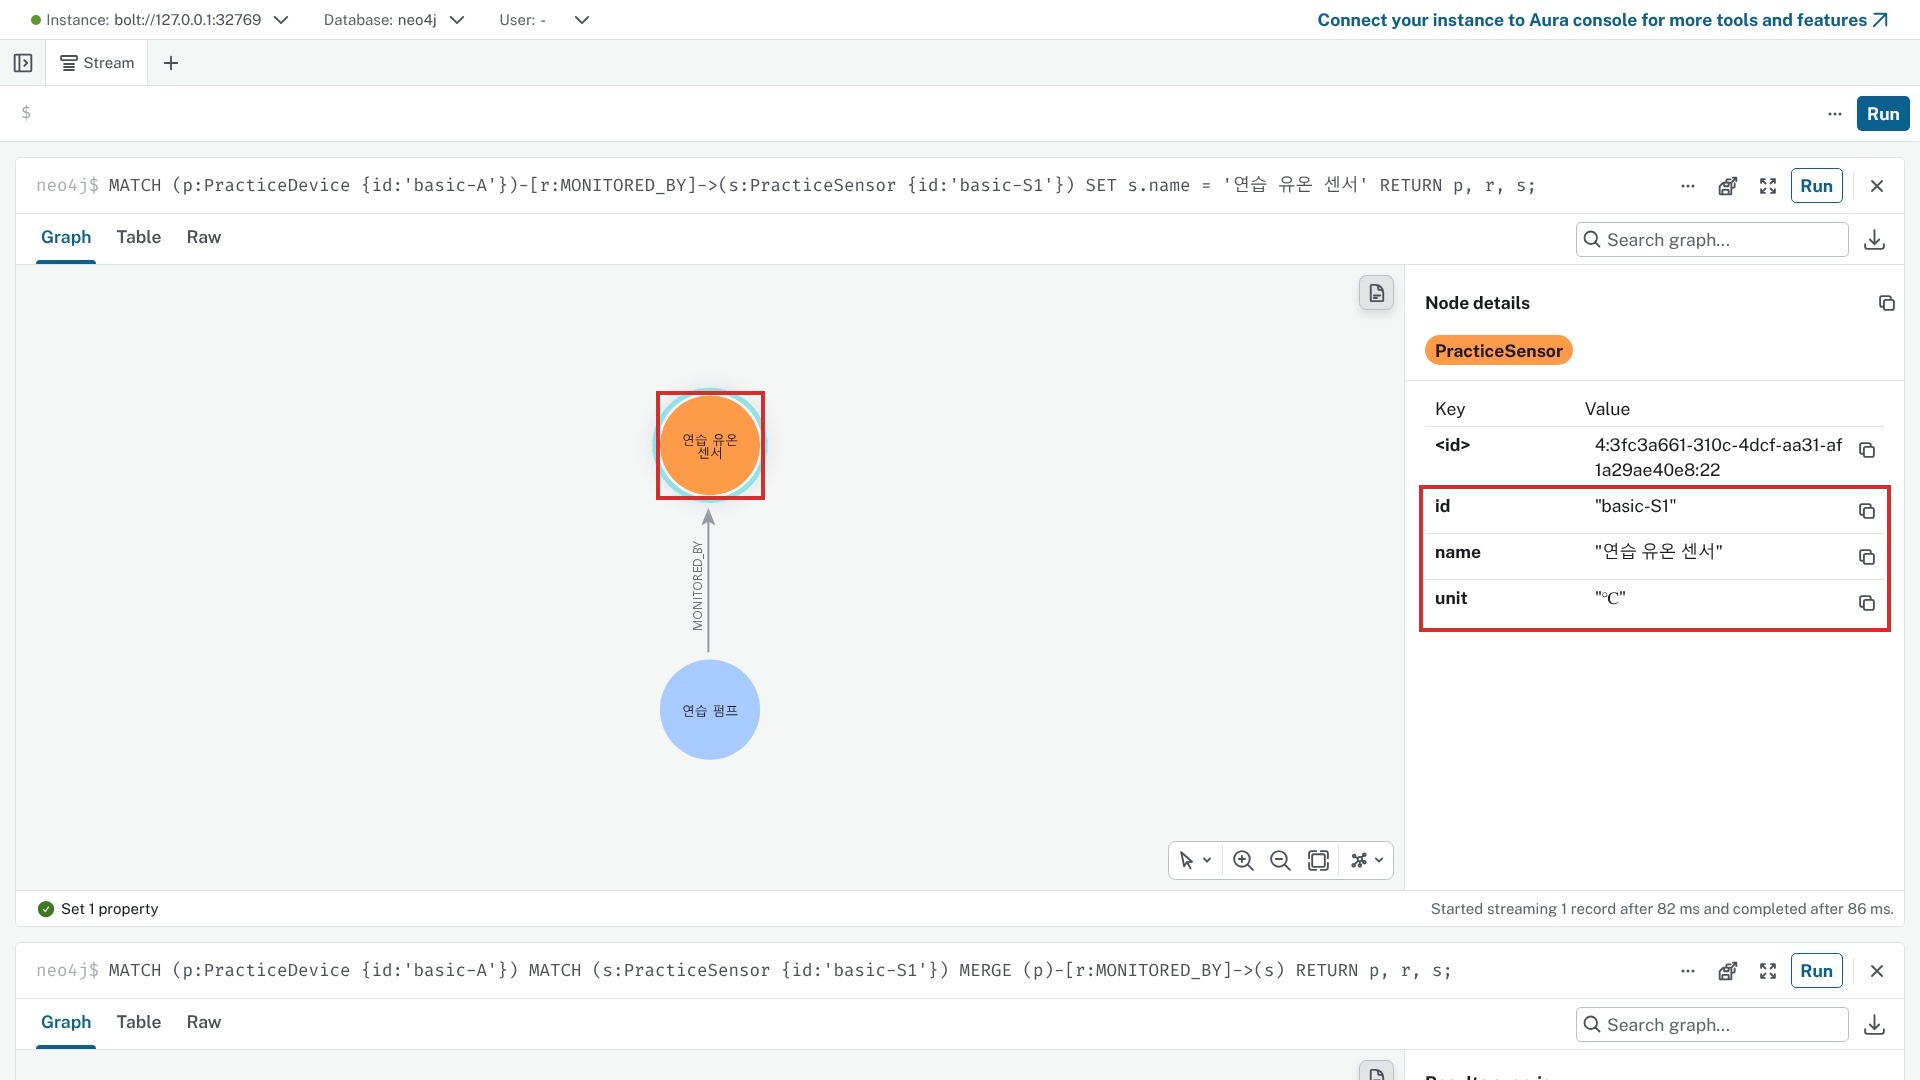 Instance: bolt://127.0.0.1:32769 Database: neo4j User: - Connect your instance to Aura console for more tools and features
Stream
$ ··· Run
neo4j$ MATCH (p:PracticeDevice {id:'basic-A'})-[r:MONITORED_BY]->(s:PracticeSensor {id:'basic-S1'}) SET s.name = '연습 유온 센서' RETURN p, r, s; ··· Run
Graph Table Raw Search graph...
Node details
PracticeSensor
Key Value
<id> 4:3fc3a661-310c-4dcf-aa31-af
1a29ae40e8:22
id "basic-S1"
name "연습 유온 센서"
unit "℃"
연습 유온
센서
MONITORED_BY
연습 펌프
Set 1 property Started streaming 1 record after 82 ms and completed after 86 ms.
neo4j$ MATCH (p:PracticeDevice {id:'basic-A'}) MATCH (s:PracticeSensor {id:'basic-S1'}) MERGE (p)-[r:MONITORED_BY]->(s) RETURN p, r, s; ··· Run
Graph Table Raw Search graph...